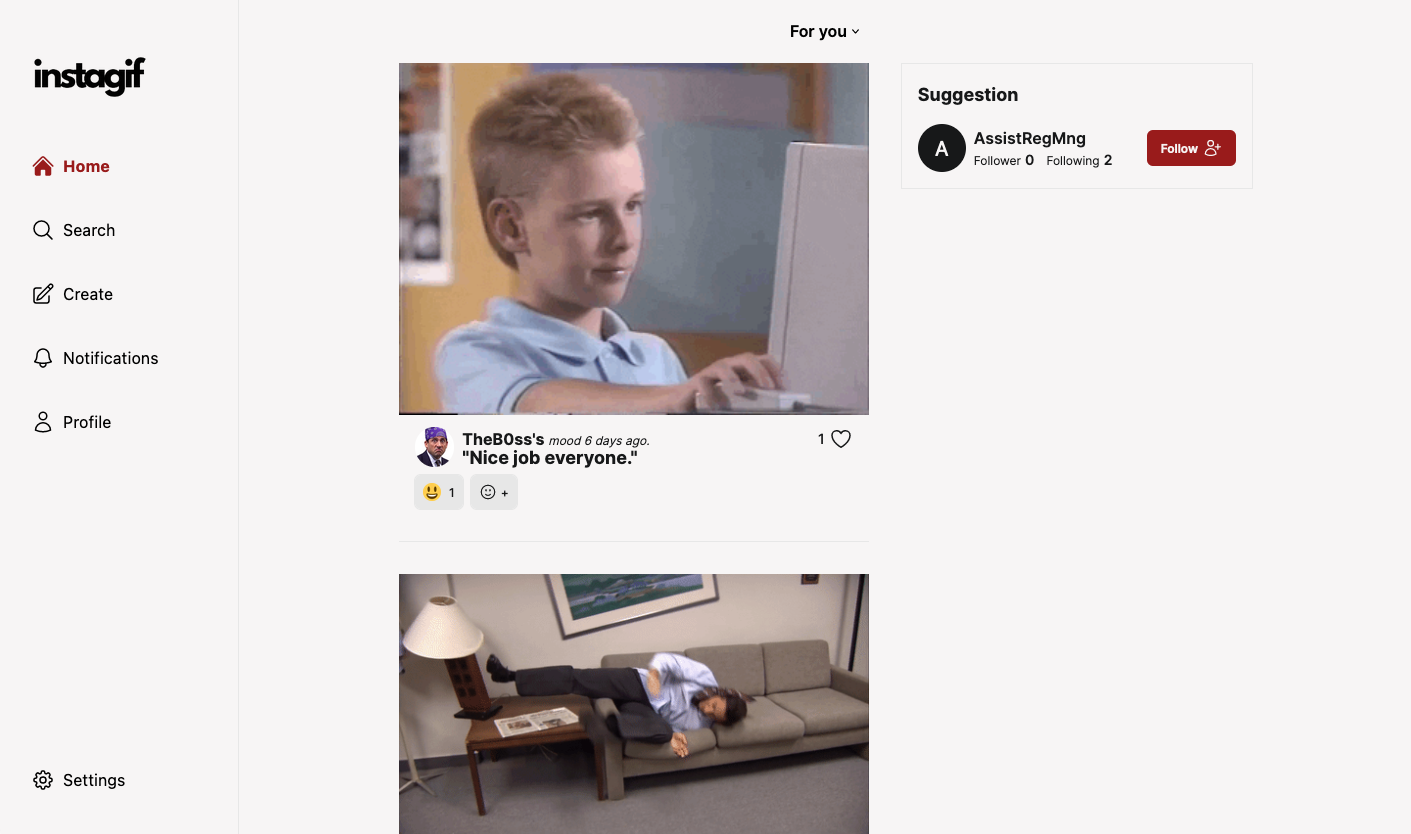 instagif
Home
Search
Create
Notifications
Profile
Settings
For you
TheB0ss's mood 6 days ago.
"Nice job everyone."
1
1
+
Suggestion
A
AssistRegMng
Follower 0 Following 2
Follow